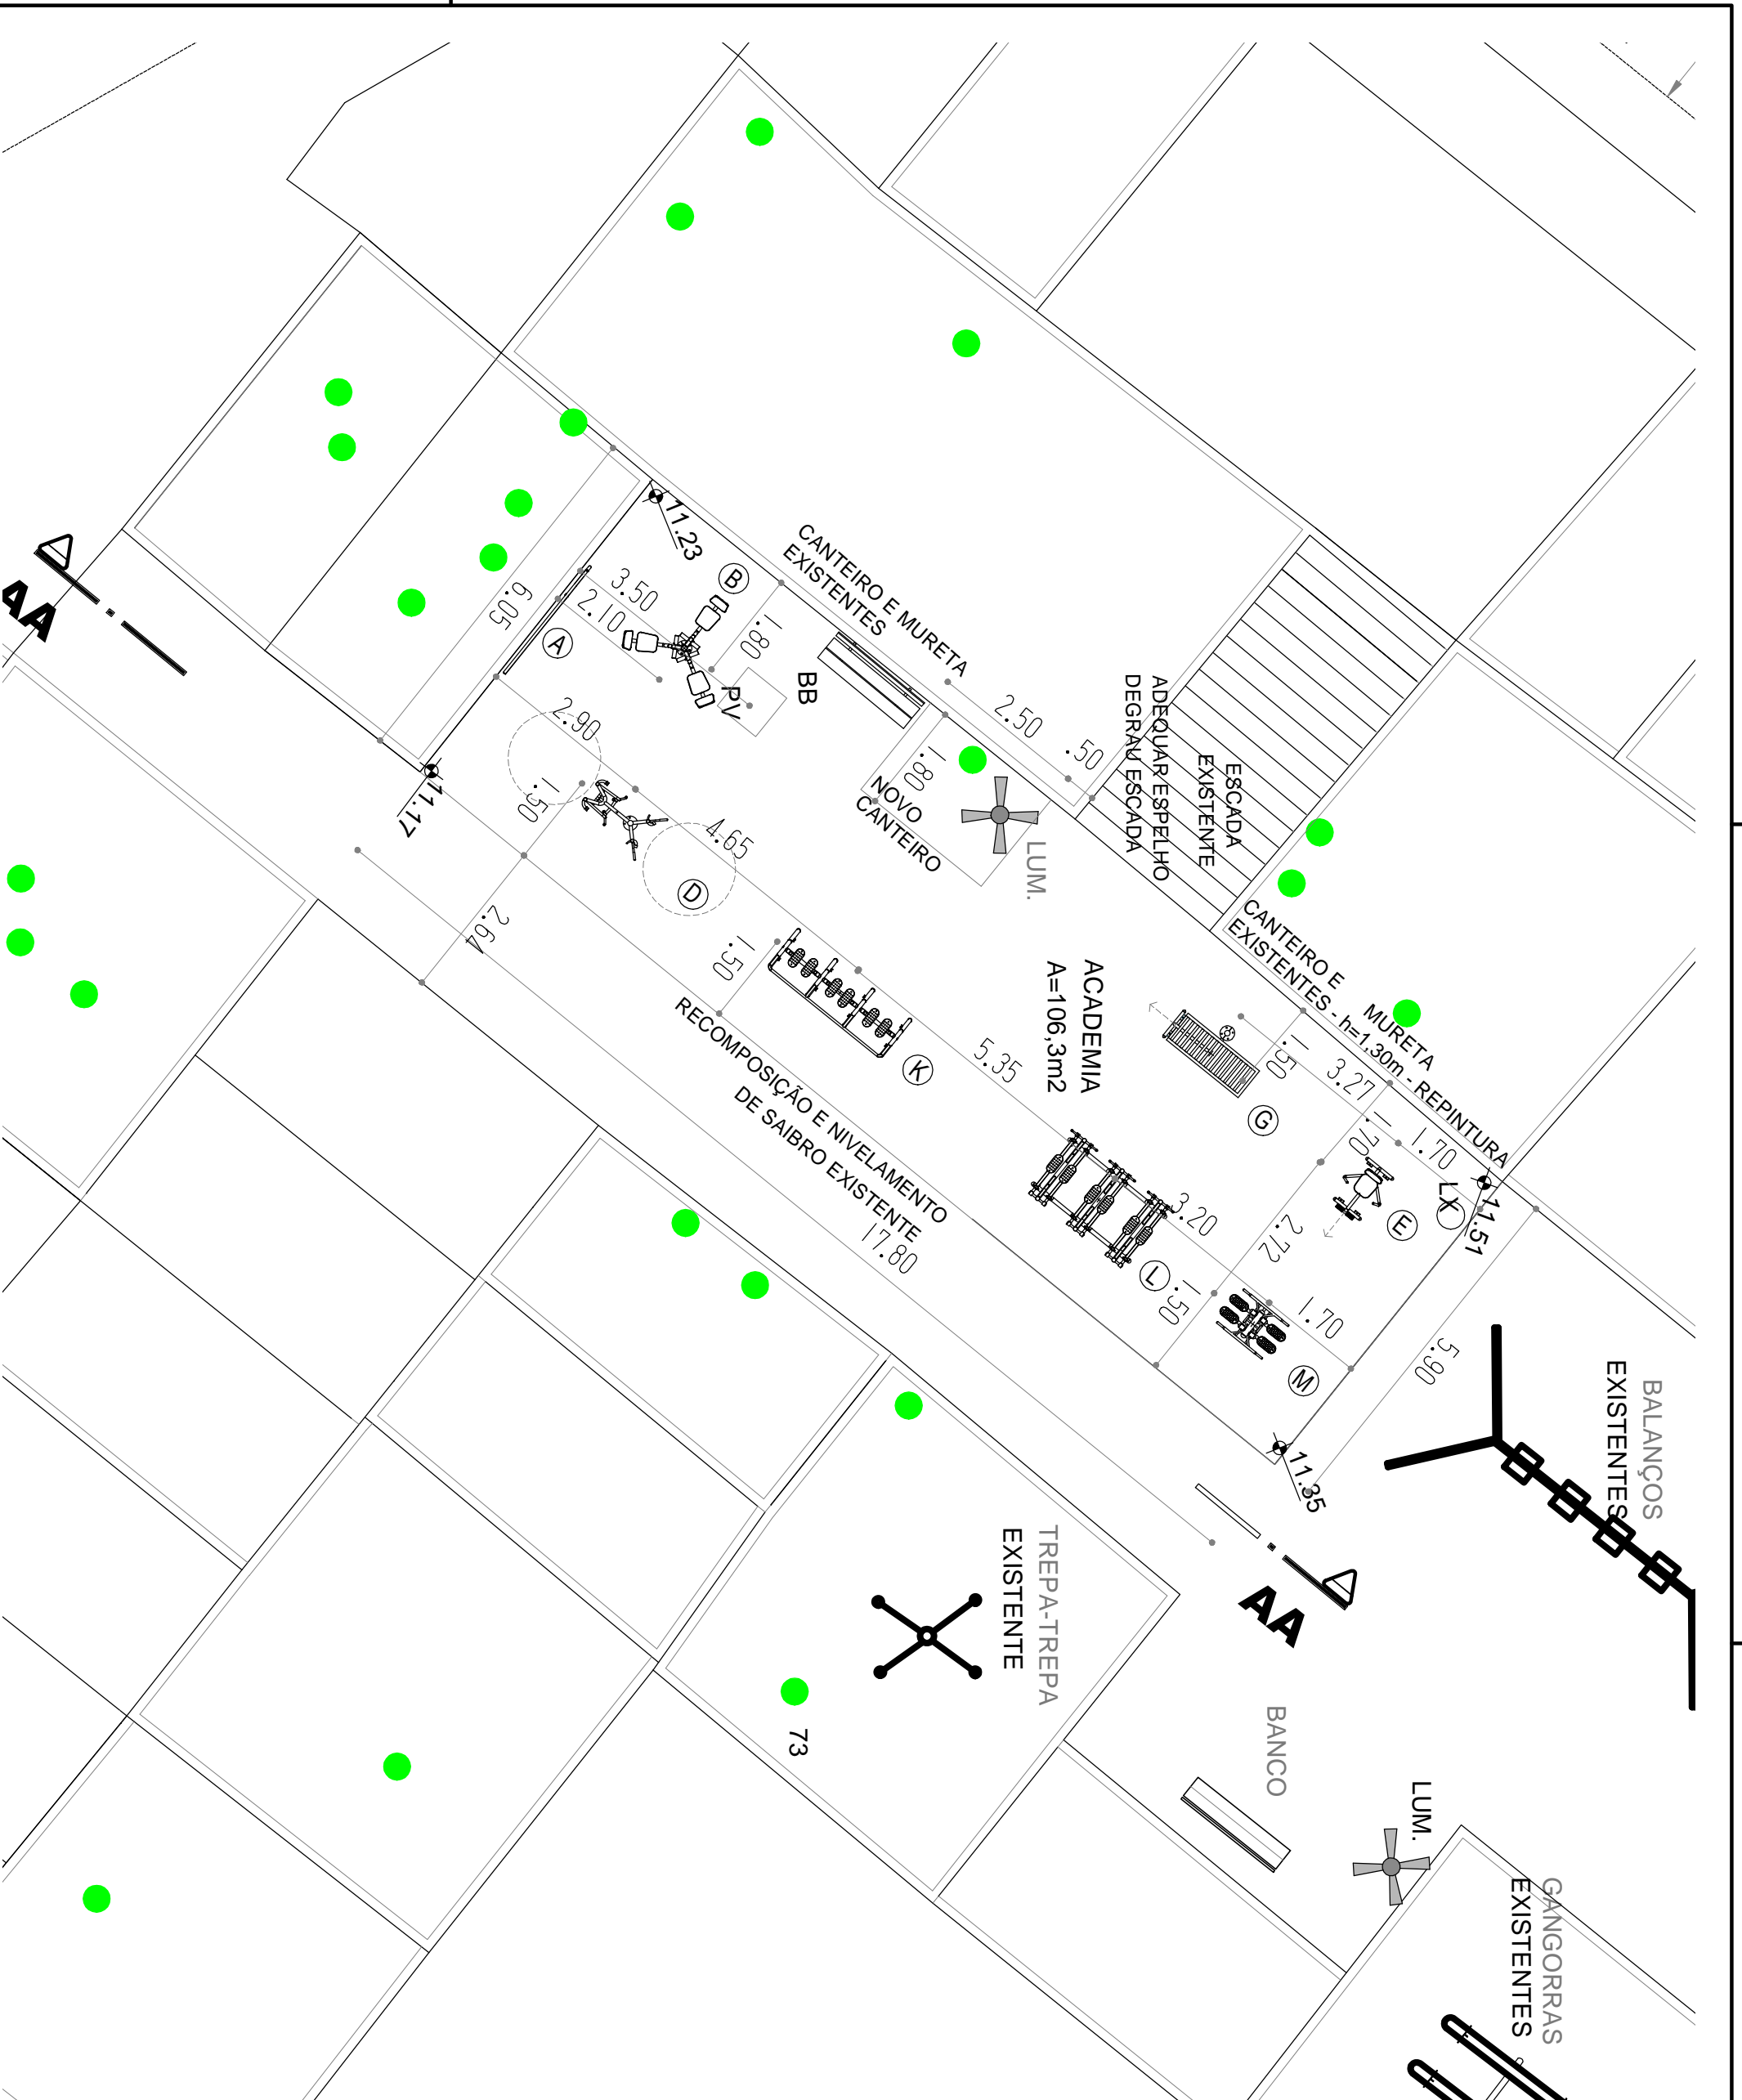 11.23
CANTEIRO E MURETA
EXISTENTES
B
3.50
2.10
6.05
A
1.80
BB
PV
2.90
1.50
11.17
D
4.65
2.64
1.50
2.50
.50
1.80
NOVO
CANTEIRO
LUM.
ADEQUAR ESPELHO
DEGRAU ESCADA
ESCADA
EXISTENTE
CANTEIRO E MURETA
EXISTENTES - h=1,30m - REPINTURA
ACADEMIA
A=106,3m2
K
5.35
G
1.50
3.27
1.70
1.70
LX
11.51
E
2.72
3.20
L
1.50
1.70
M
5.90
11.35
RECOMPOSIÇÃO E NIVELAMENTO
DE SAIBRO EXISTENTE
17.80
AA
AA
BALANÇOS
EXISTENTES
TREPA-TREPA
EXISTENTE
73
BANCO
LUM.
GANGORRAS
EXISTENTES